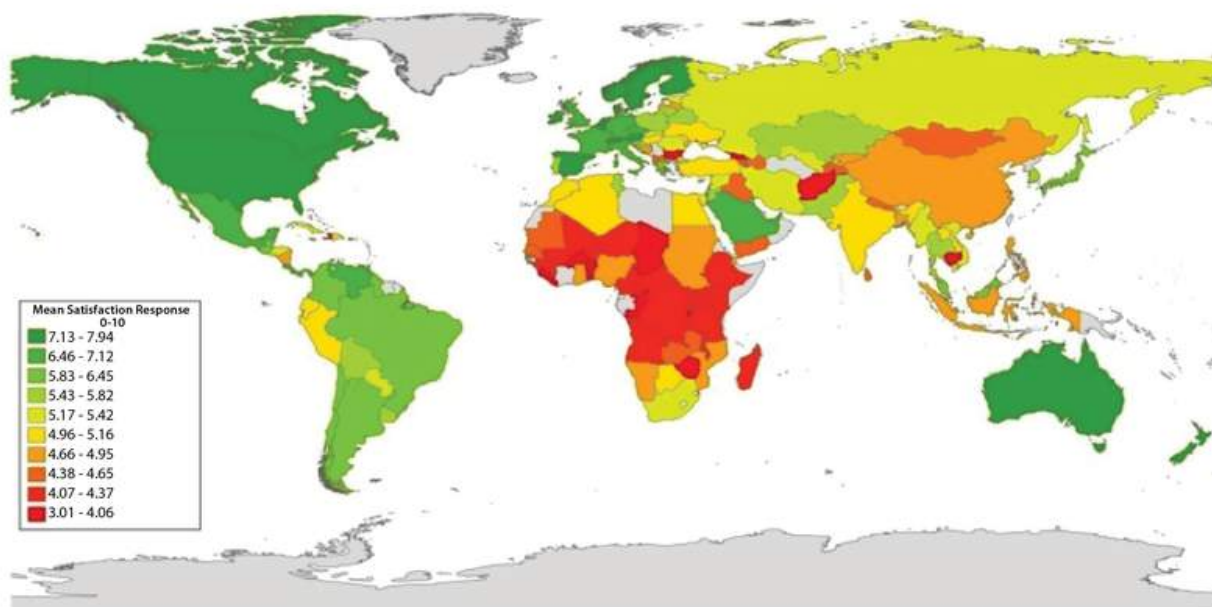 Mean Satisfaction Response
0-10
7.13 - 7.94
6.46 - 7.12
5.83 - 6.45
5.43 - 5.82
5.17 - 5.42
4.96 - 5.16
4.66 - 4.95
4.38 - 4.65
4.07 - 4.37
3.01 - 4.06